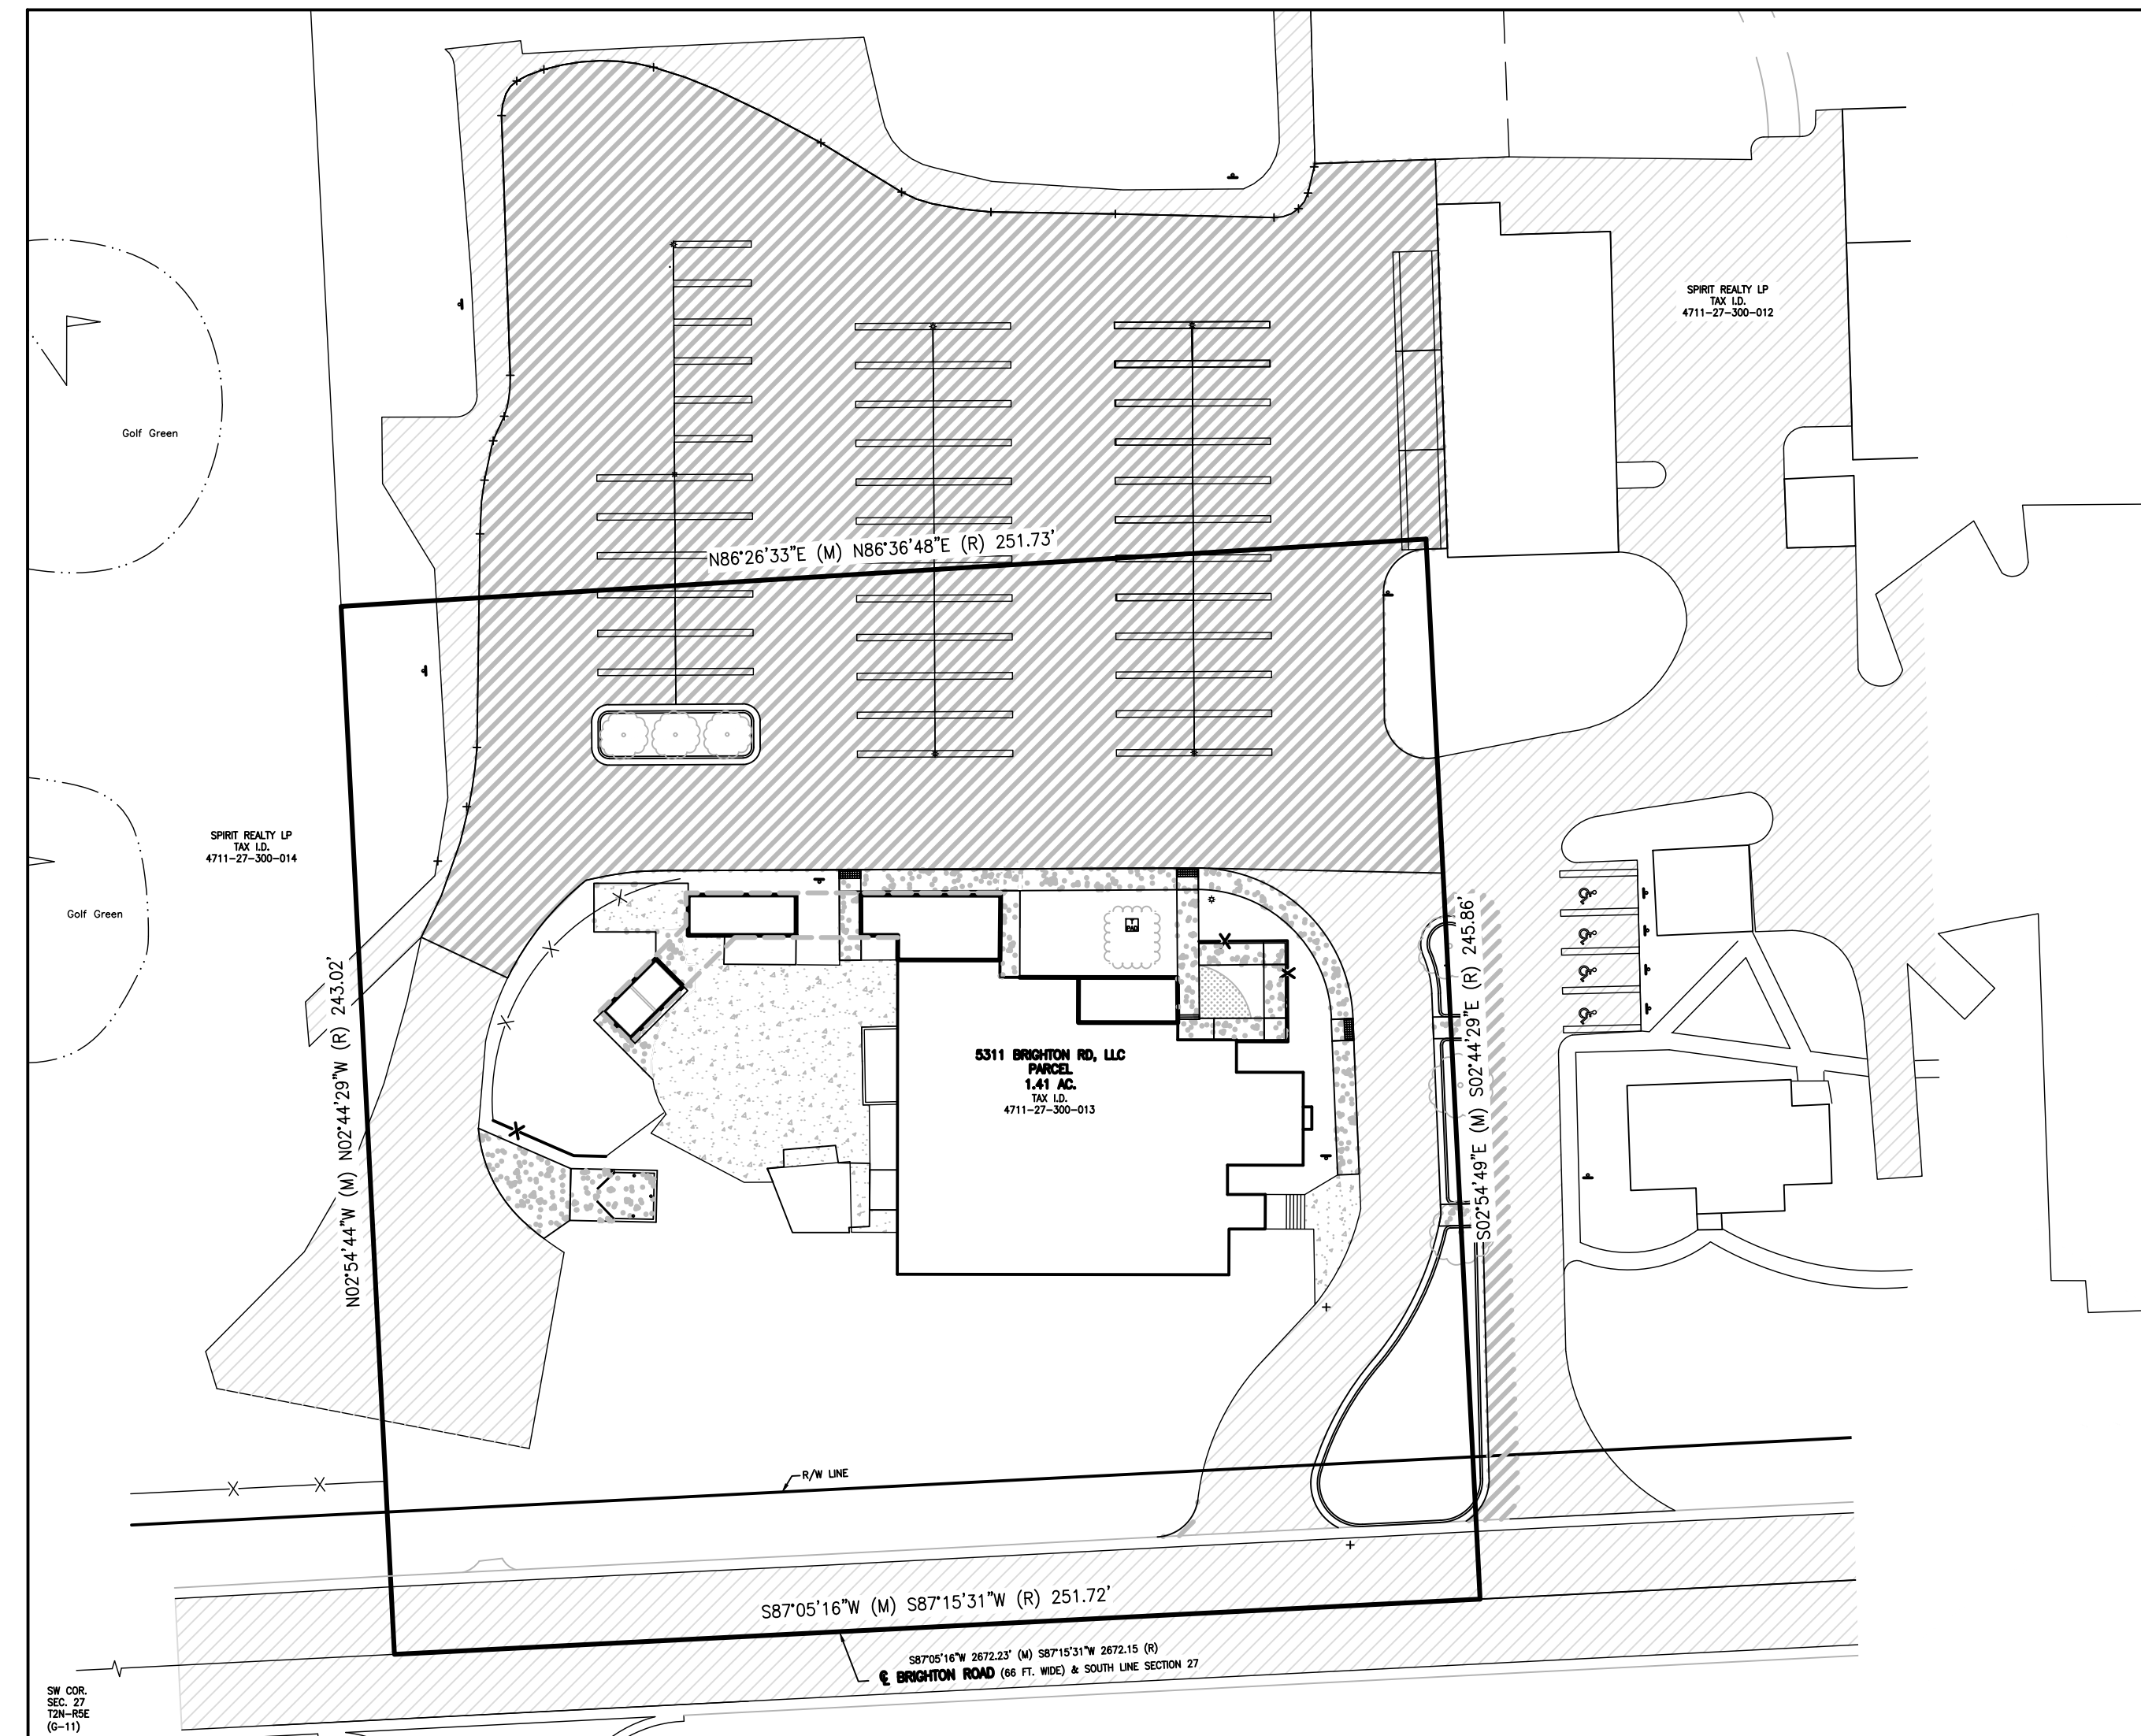 SPIRIT REALTY LP
TAX I.D.
4711-27-300-012
Golf Green
N86°26'33"E (M) N86°36'48"E (R) 251.73'
SPIRIT REALTY LP
TAX I.D.
4711-27-300-014
Golf Green
T
PAD
N02°54'44"W (M) N02°44'29"W (R) 243.02'
5311 BRIGHTON RD, LLC
PARCEL
1.41 AC.
TAX I.D.
4711-27-300-013
S02°54'49"E (M) S02°44'29"E (R) 245.86'
R/W LINE
S87°05'16"W (M) S87°15'31"W (R) 251.72'
S87°05'16"W 2672.23' (M) S87°15'31"W 2672.15 (R)
℄ BRIGHTON ROAD (66 FT. WIDE) & SOUTH LINE SECTION 27
SW COR.
SEC. 27
T2N-R5E
(G-11)